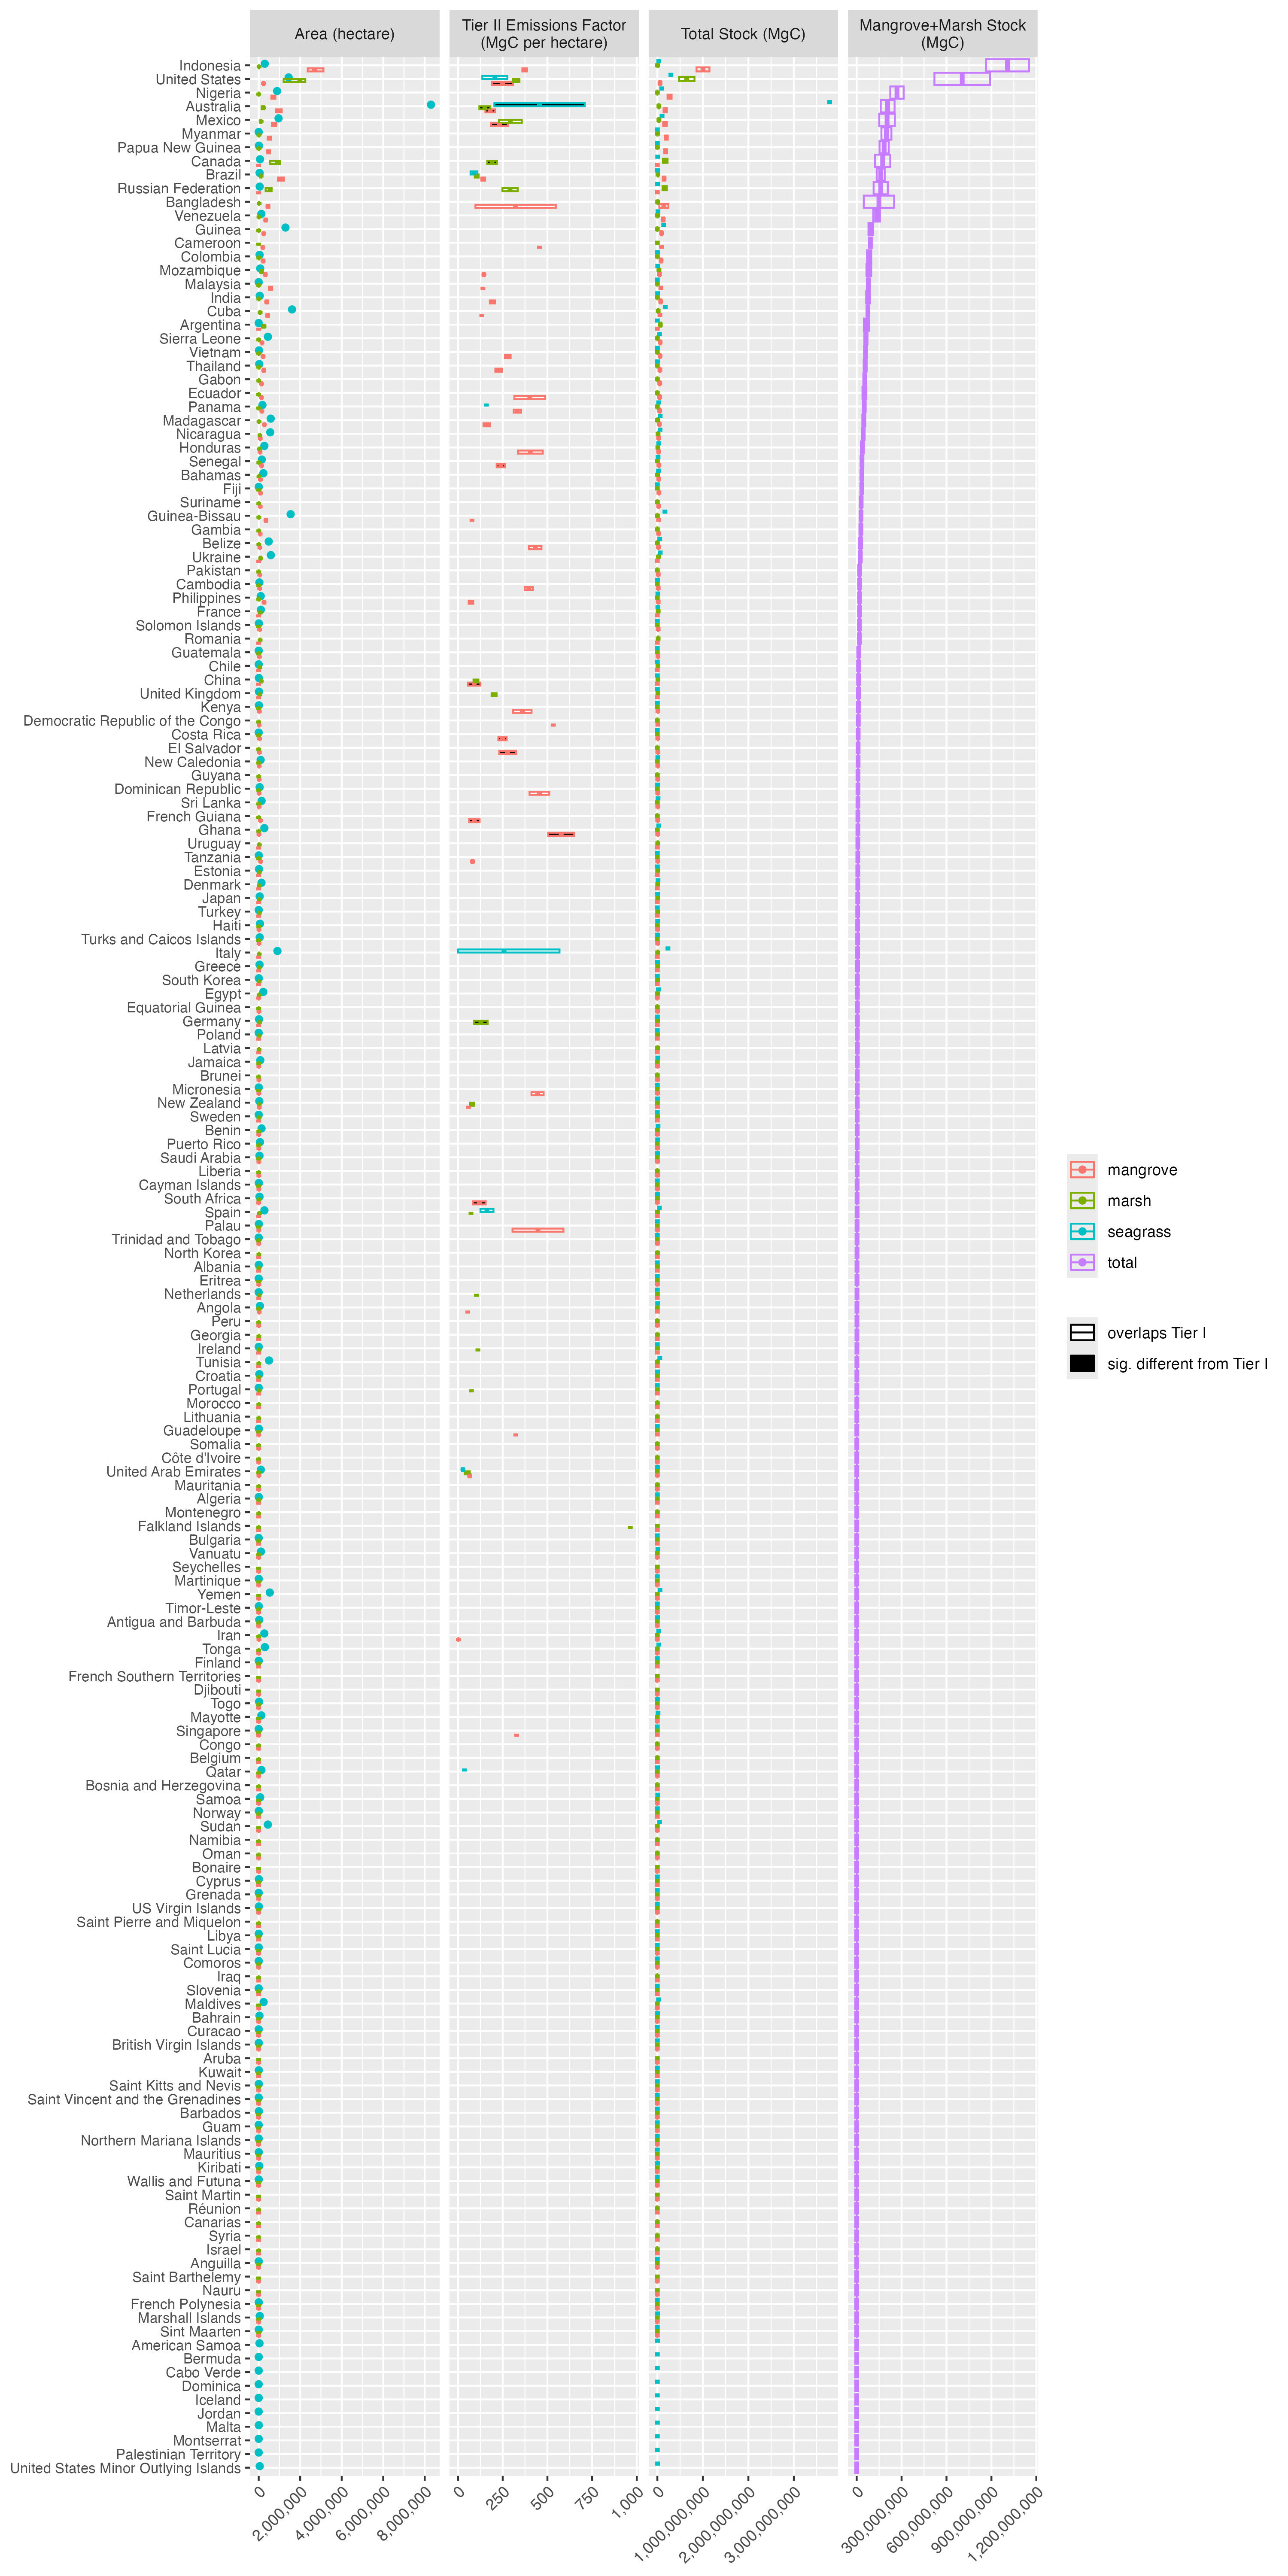 Area (hectare)
Tier II Emissions Factor
(MgC per hectare)
Total Stock (MgC)
Mangrove+Marsh Stock
(MgC)
Indonesia
United States
Nigeria
Australia
Mexico
Myanmar
Papua New Guinea
Canada
Brazil
Russian Federation
Bangladesh
Venezuela
Guinea
Cameroon
Colombia
Mozambique
Malaysia
India
Cuba
Argentina
Sierra Leone
Vietnam
Thailand
Gabon
Ecuador
Panama
Madagascar
Nicaragua
Honduras
Senegal
Bahamas
Fiji
Suriname
Guinea-Bissau
Gambia
Belize
Ukraine
Pakistan
Cambodia
Philippines
France
Solomon Islands
Romania
Guatemala
Chile
China
United Kingdom
Kenya
Democratic Republic of the Congo
Costa Rica
El Salvador
New Caledonia
Guyana
Dominican Republic
Sri Lanka
French Guiana
Ghana
Uruguay
Tanzania
Estonia
Denmark
Japan
Turkey
Haiti
Turks and Caicos Islands
Italy
Greece
South Korea
Egypt
Equatorial Guinea
Germany
Poland
Latvia
Jamaica
Brunei
Micronesia
New Zealand
Sweden
Benin
Puerto Rico
Saudi Arabia
Liberia
Cayman Islands
South Africa
Spain
Palau
Trinidad and Tobago
North Korea
Albania
Eritrea
Netherlands
Angola
Peru
Georgia
Ireland
Tunisia
Croatia
Portugal
Morocco
Lithuania
Guadeloupe
Somalia
Côte d'Ivoire
United Arab Emirates
Mauritania
Algeria
Montenegro
Falkland Islands
Bulgaria
Vanuatu
Seychelles
Martinique
Yemen
Timor-Leste
Antigua and Barbuda
Iran
Tonga
Finland
French Southern Territories
Djibouti
Togo
Mayotte
Singapore
Congo
Belgium
Qatar
Bosnia and Herzegovina
Samoa
Norway
Sudan
Namibia
Oman
Bonaire
Cyprus
Grenada
US Virgin Islands
Saint Pierre and Miquelon
Libya
Saint Lucia
Comoros
Iraq
Slovenia
Maldives
Bahrain
Curacao
British Virgin Islands
Aruba
Kuwait
Saint Kitts and Nevis
Saint Vincent and the Grenadines
Barbados
Guam
Northern Mariana Islands
Mauritius
Kiribati
Wallis and Futuna
Saint Martin
Réunion
Canarias
Syria
Israel
Anguilla
Saint Barthelemy
Nauru
French Polynesia
Marshall Islands
Sint Maarten
American Samoa
Bermuda
Cabo Verde
Dominica
Iceland
Jordan
Malta
Montserrat
Palestinian Territory
United States Minor Outlying Islands
0
2,000,000
4,000,000
6,000,000
8,000,000
0
250
500
750
1,000
0
1,000,000,000
2,000,000,000
3,000,000,000
0
300,000,000
600,000,000
900,000,000
1,200,000,000
mangrove
marsh
seagrass
total
overlaps Tier I
sig. different from Tier I